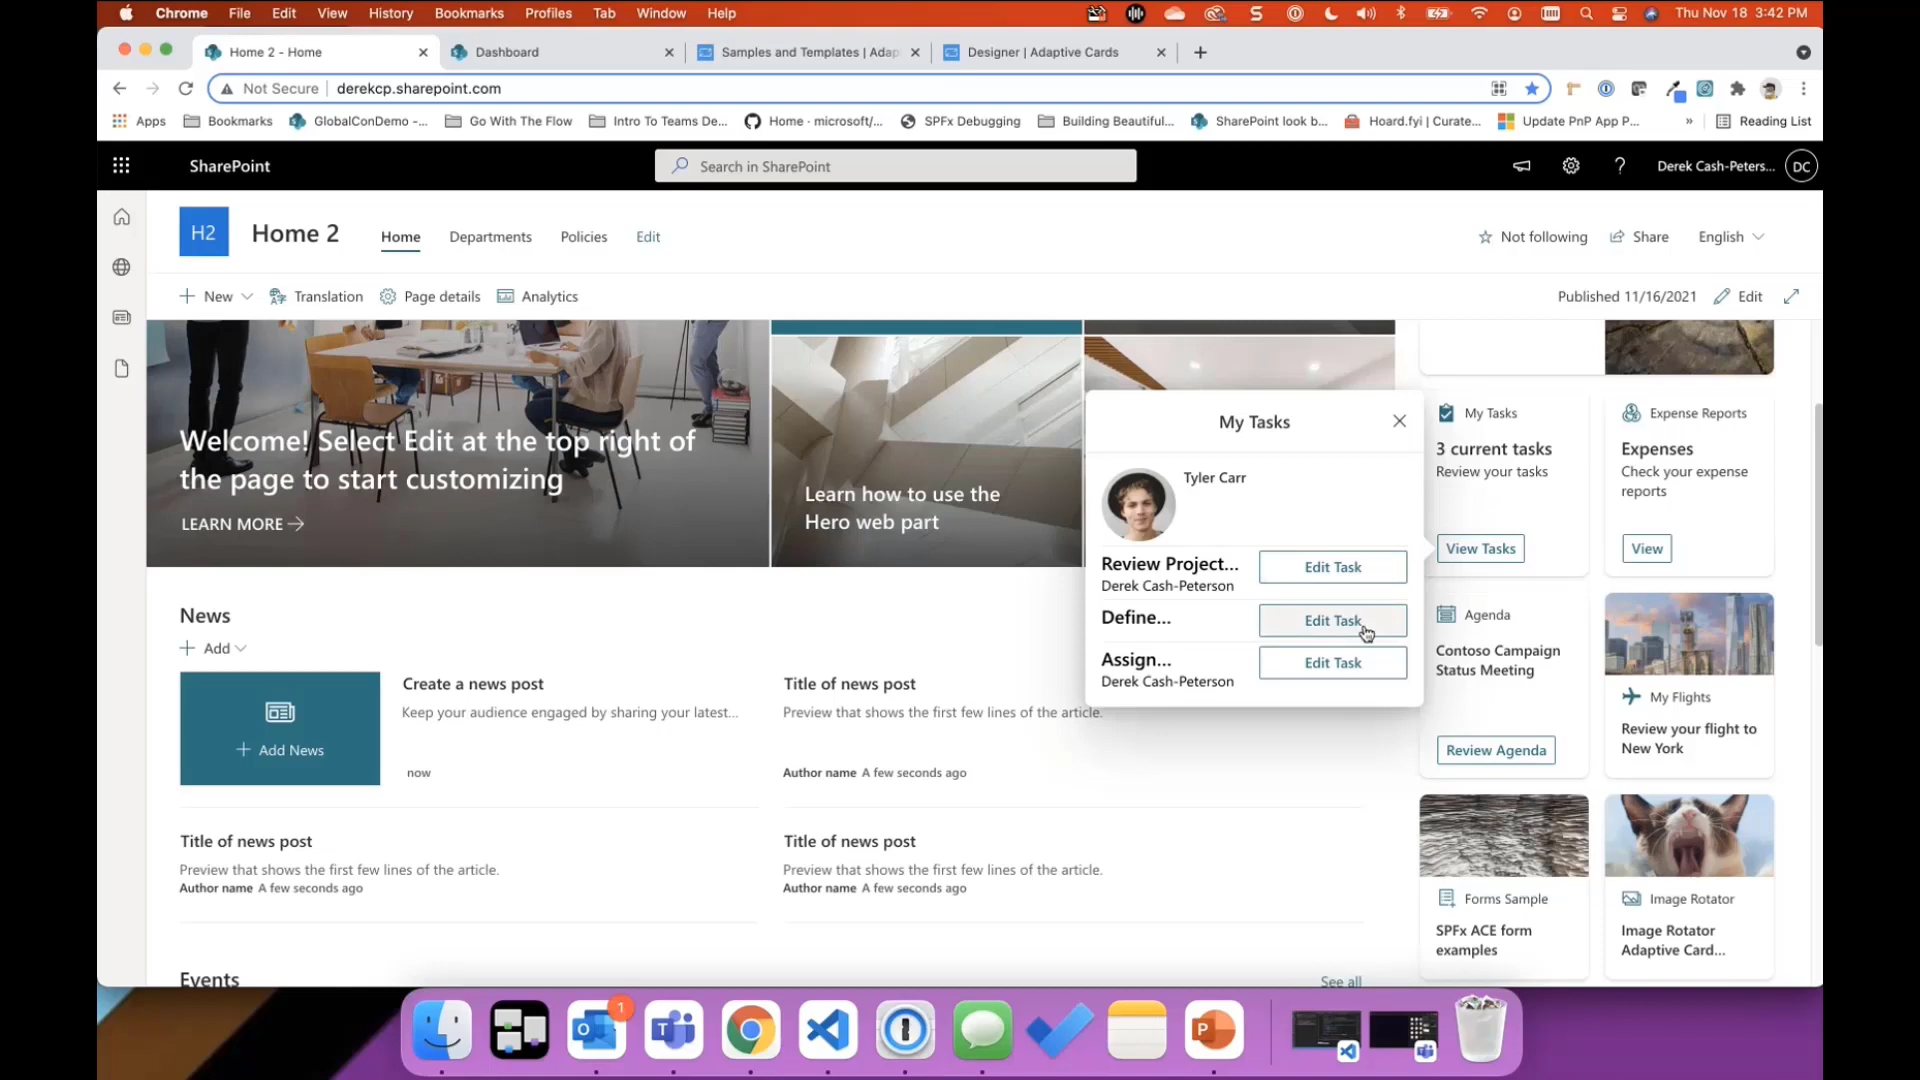 Chrome File Edit View History Bookmarks Profiles Tab Window Help
Thu Nov 18 3:42 PM
Home 2 - Home
Dashboard
Samples and Templates | Adap
Designer | Adaptive Cards
Not Secure
derekcp.sharepoint.com
Apps
Bookmarks
GlobalConDemo -...
Go With The Flow
Intro To Teams De...
Home · microsoft/...
SPFx Debugging
Building Beautiful...
SharePoint look b...
Hoard.fyi | Curate...
Update PnP App P...
»
Reading List
SharePoint
Search in SharePoint
?
Derek Cash-Peters...
DC
H2
Home 2
Home
Departments
Policies
Edit
Not following
Share
English
New
Translation
Page details
Analytics
Published 11/16/2021
Edit
Welcome! Select Edit at the top right of
the page to start customizing
LEARN MORE
Learn how to use the
Hero web part
My Tasks
Tyler Carr
Review Project...
Derek Cash-Peterson
Edit Task
Define...
Edit Task
Assign...
Derek Cash-Peterson
Edit Task
My Tasks
3 current tasks
Review your tasks
View Tasks
Expense Reports
Expenses
Check your expense
reports
View
Agenda
Contoso Campaign
Status Meeting
Review Agenda
My Flights
Review your flight to
New York
Forms Sample
SPFx ACE form
examples
Image Rotator
Image Rotator
Adaptive Card...
News
Add
Add News
Create a news post
Keep your audience engaged by sharing your latest...
now
Title of news post
Preview that shows the first few lines of the article.
Author name A few seconds ago
Title of news post
Preview that shows the first few lines of the article.
Author name A few seconds ago
Title of news post
Preview that shows the first few lines of the article.
Author name A few seconds ago
Events
See all
1